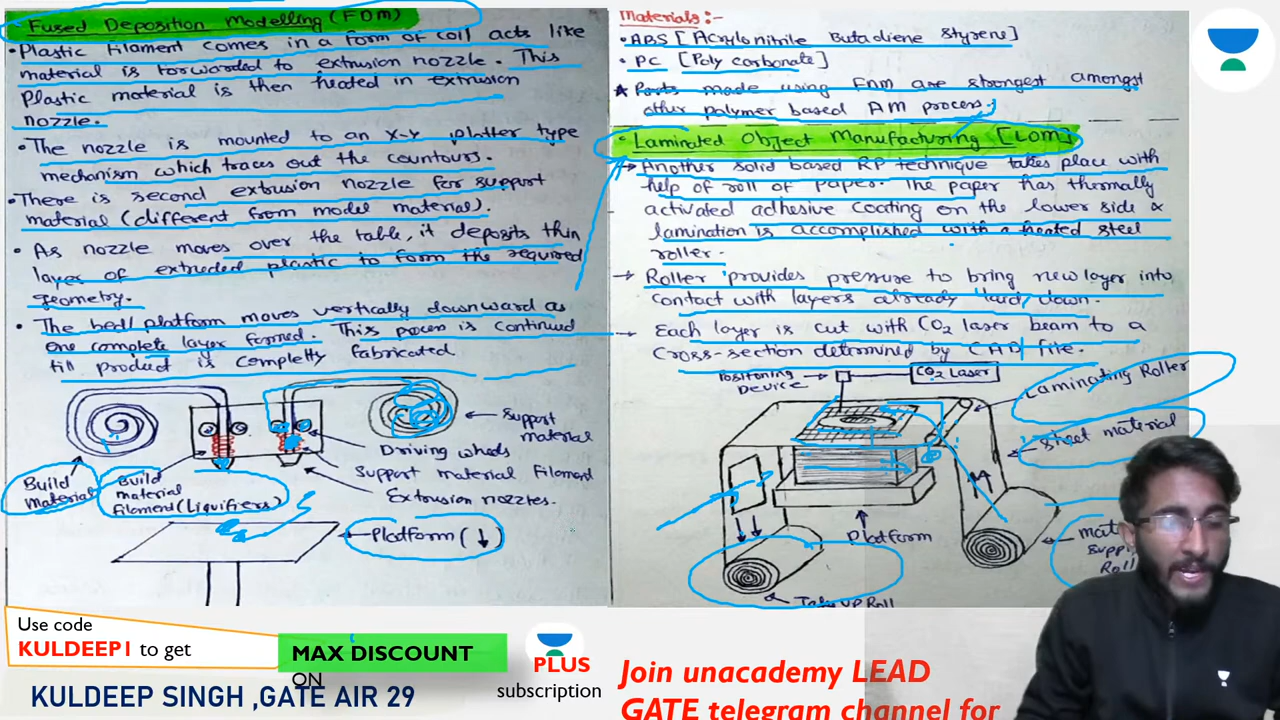 Fused Deposition Modelling (FDM)
• Plastic Filament comes in a form of coil acts like
material is forwarded to extrusion nozzle. This
Plastic material is then heated in extrusion
nozzle.
• The nozzle is mounted to an X-Y platter type
mechanism which traces out the countours.
• There is second extrusion nozzle for support
material (different from model material).
• As nozzle moves over the table, it deposits thin
layer of extruded plastic to form the required
geometry.
• The bed/platform moves vertically downward as
one complete layer formed. This process is continued
till product is completly fabricated.
Support
material
Driving wheels
Support material Filament
Extrusion nozzles.
Build
Material
Build
material
Filament (Liquifiers)
Platform (↓)
Materials:-
• ABS [Acrylonitrile Butadiene Styrene]
• PC [Poly carbonate]
* Parts made using FDM are strongest amongst
other polymer based AM process.
• Laminated Object Manufacturing [LOM]
→ Another solid based RP technique takes place with
help of roll of paper. The paper has thermally
activated adhesive coating on the lower side &
lamination is accomplished with a heated steel
roller.
→ Roller provides pressure to bring new layer into
contact with layers already laid down.
→ Each layer is cut with CO2 laser beam to a
Cross-section determined by CAD file.
Positioning
Device
CO2 Laser
Laminating Roller
Sheet material
Platform
Take up Roll
Use code
KULDEEP1 to get
MAX DISCOUNT
ON
PLUS
subscription
KULDEEP SINGH ,GATE AIR 29
Join unacademy LEAD
GATE telegram channel for